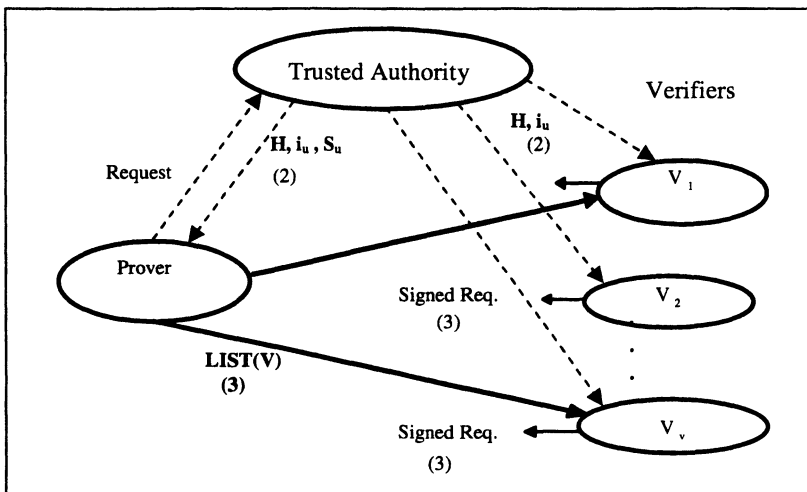 Trusted Authority
Verifiers
H, i_u
(2)
H, i_u , S_u
(2)
Request
V_1
Prover
Signed Req.
(3)
V_2
LIST(V)
(3)
Signed Req.
(3)
V_v